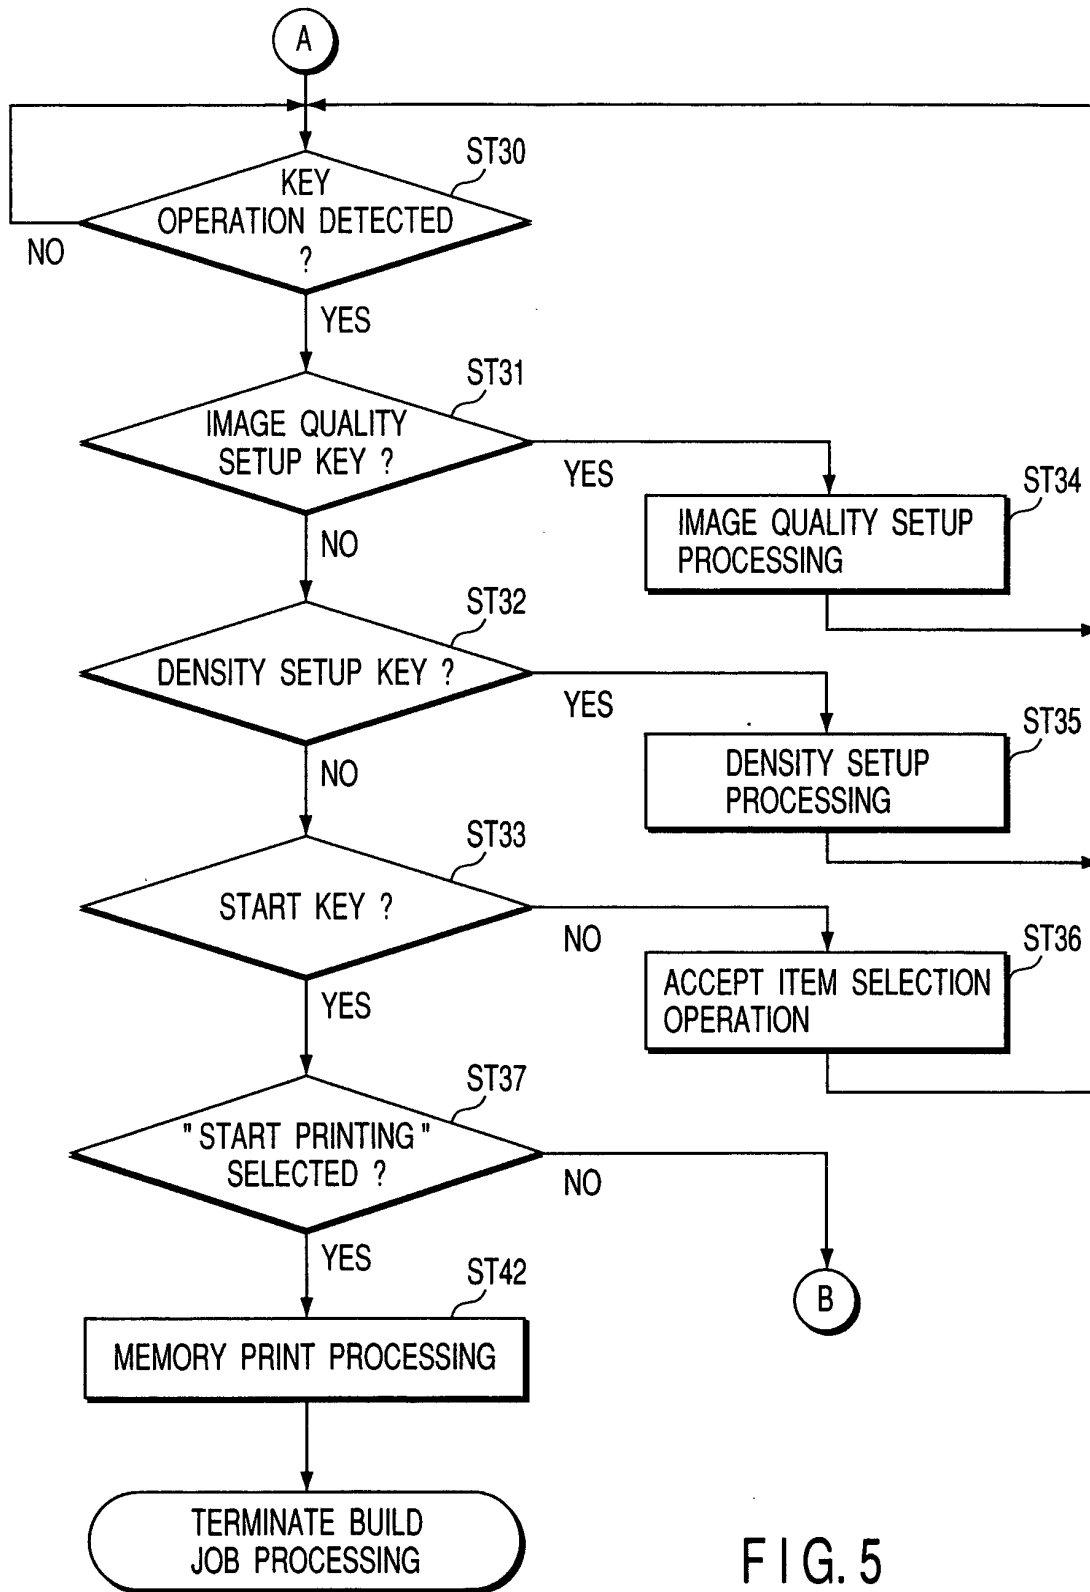 A
ST30
KEY
OPERATION DETECTED
?
NO
YES
ST31
IMAGE QUALITY
SETUP KEY ?
YES
NO
ST34
IMAGE QUALITY SETUP
PROCESSING
ST32
DENSITY SETUP KEY ?
YES
NO
ST35
DENSITY SETUP
PROCESSING
ST33
START KEY ?
NO
YES
ST36
ACCEPT ITEM SELECTION
OPERATION
ST37
"START PRINTING"
SELECTED ?
NO
YES
B
ST42
MEMORY PRINT PROCESSING
TERMINATE BUILD
JOB PROCESSING
FIG. 5